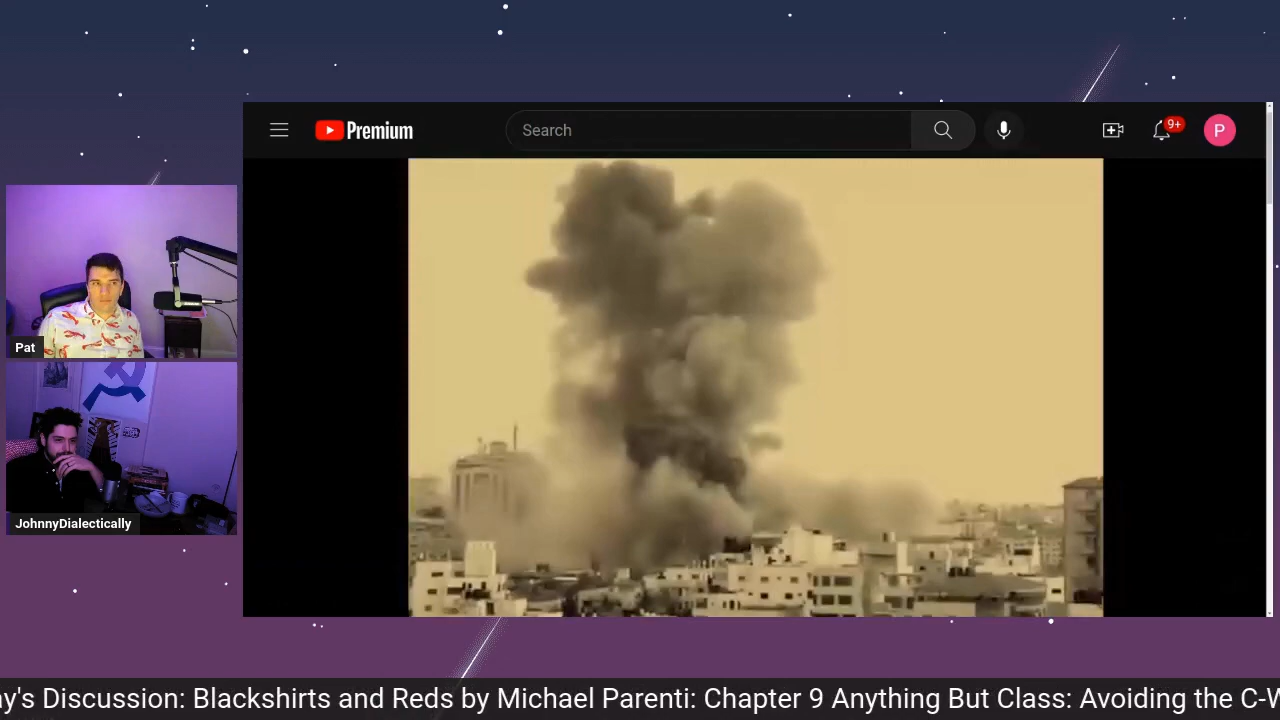 Premium
Search
9+
P
Pat
JohnnyDialectically
y's Discussion: Blackshirts and Reds by Michael Parenti: Chapter 9 Anything But Class: Avoiding the C-W